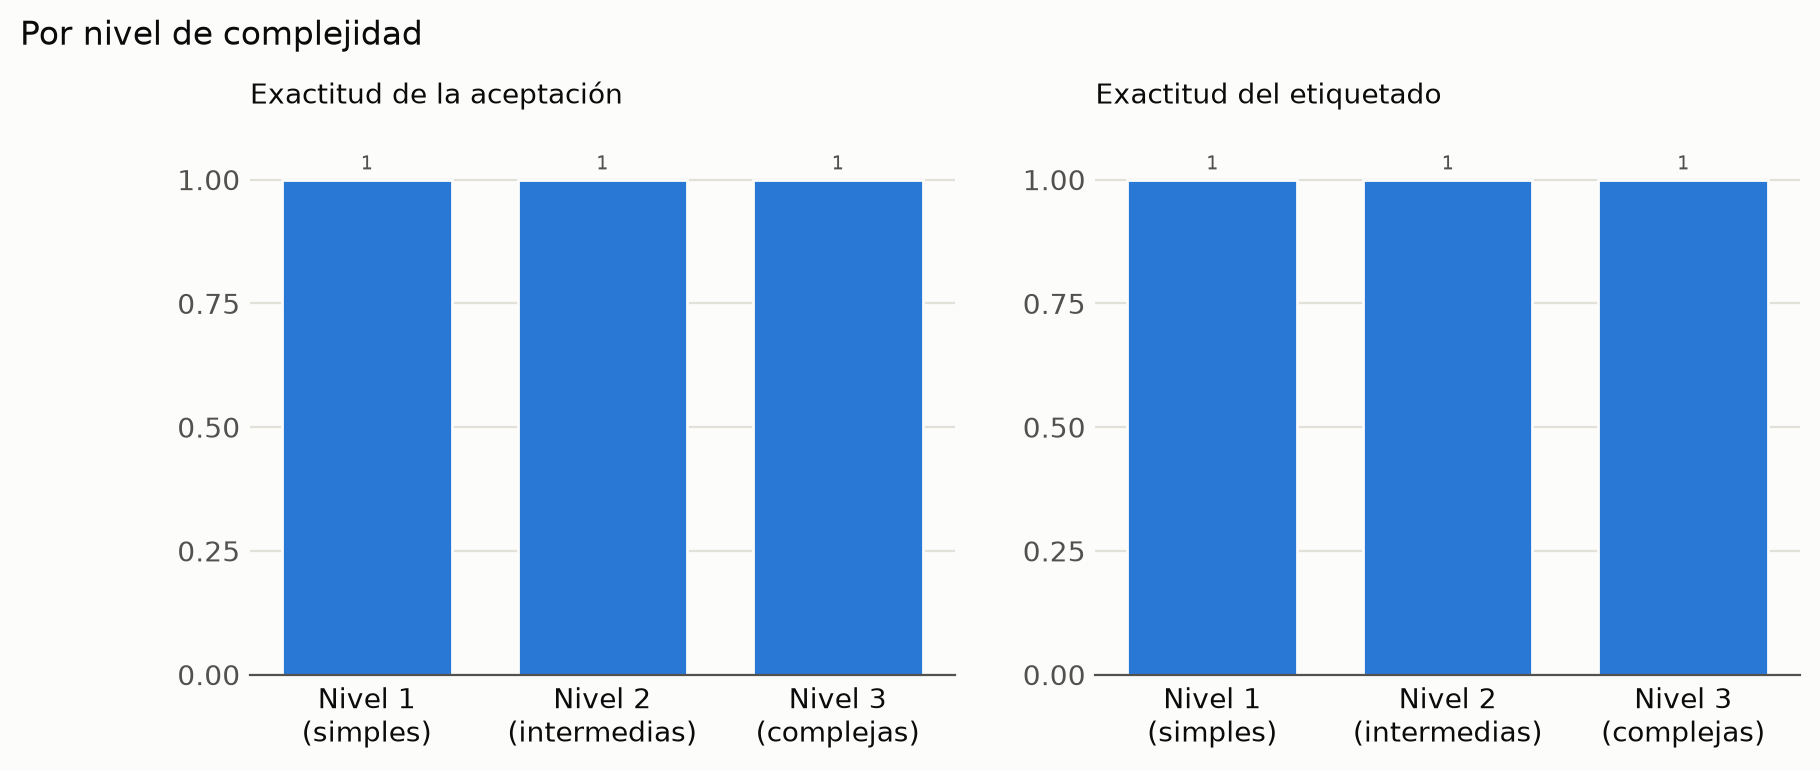 Por nivel de complejidad
Exactitud de la aceptación
1 1 1
1.00
0.75
0.50
0.25
0.00
Nivel 1 Nivel 2 Nivel 3
(simples) (intermedias) (complejas)
Exactitud del etiquetado
1 1 1
1.00
0.75
0.50
0.25
0.00
Nivel 1 Nivel 2 Nivel 3
(simples) (intermedias) (complejas)